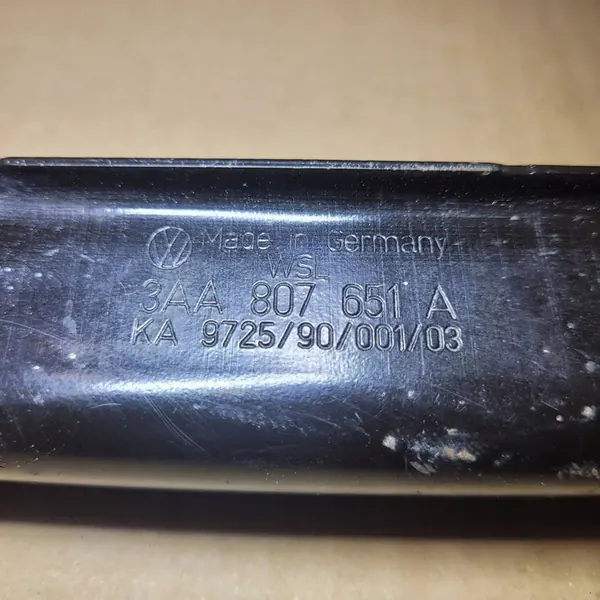 Made in Germany
WSL
3AA 807 651 A
KA 9725/90/001/03